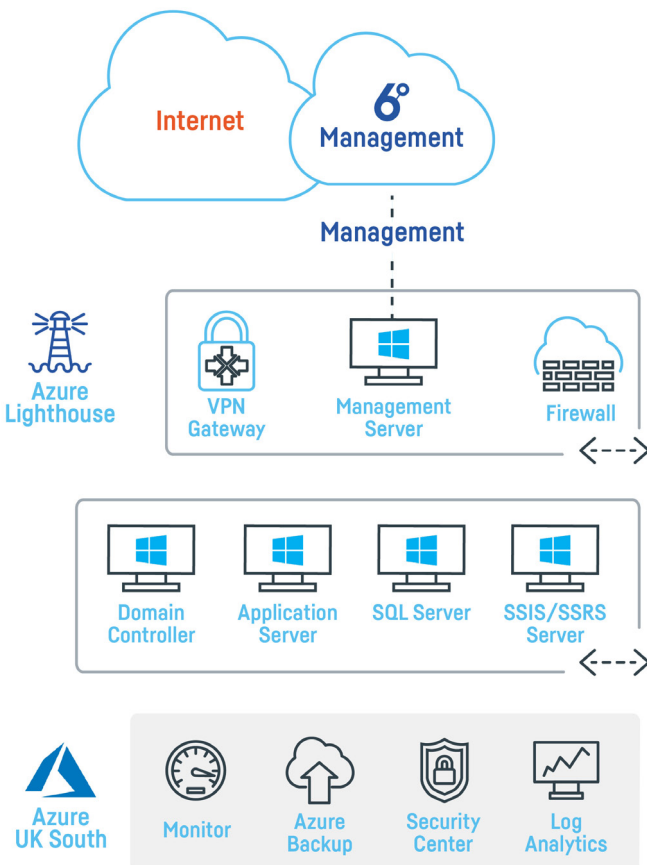 Internet
6°
Management
Management
Azure
Lighthouse
VPN
Gateway
Management
Server
Firewall
Domain
Controller
Application
Server
SQL Server
SSIS/SSRS
Server
Azure
UK South
Monitor
Azure
Backup
Security
Center
Log
Analytics